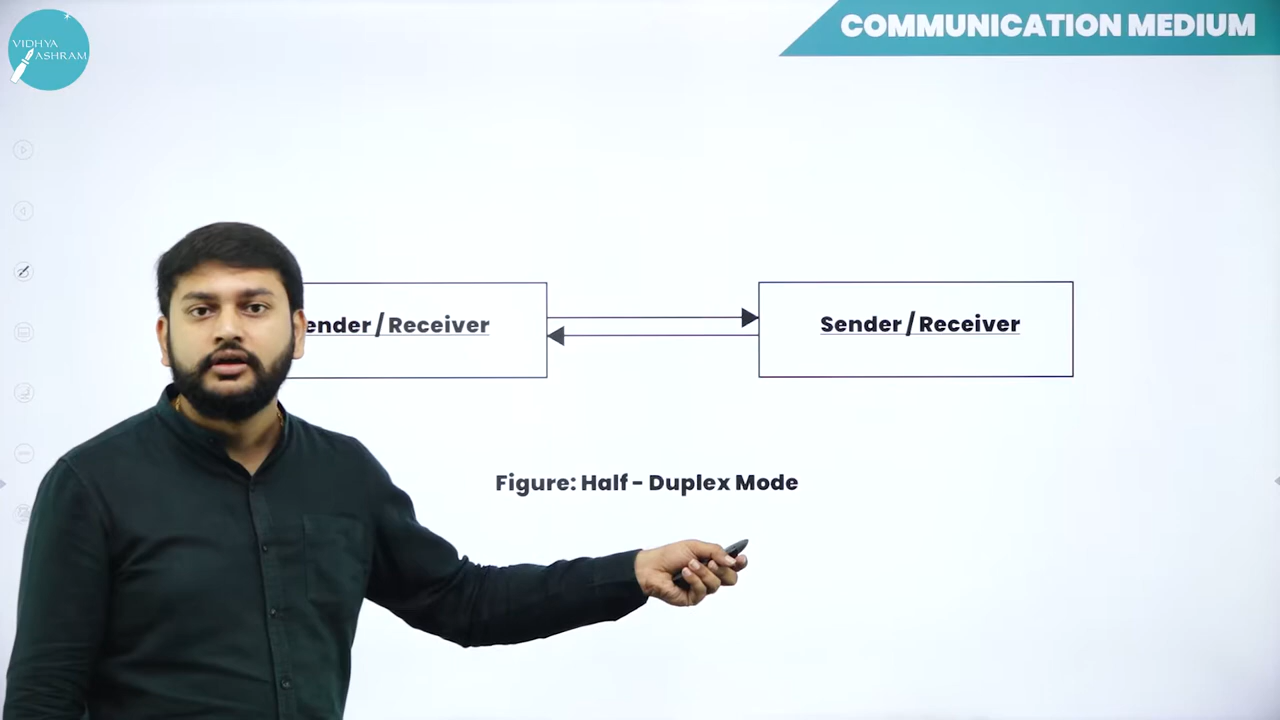 VIDHYA
ASHRAM
COMMUNICATION MEDIUM
ender / Receiver
Sender / Receiver
Figure: Half - Duplex Mode